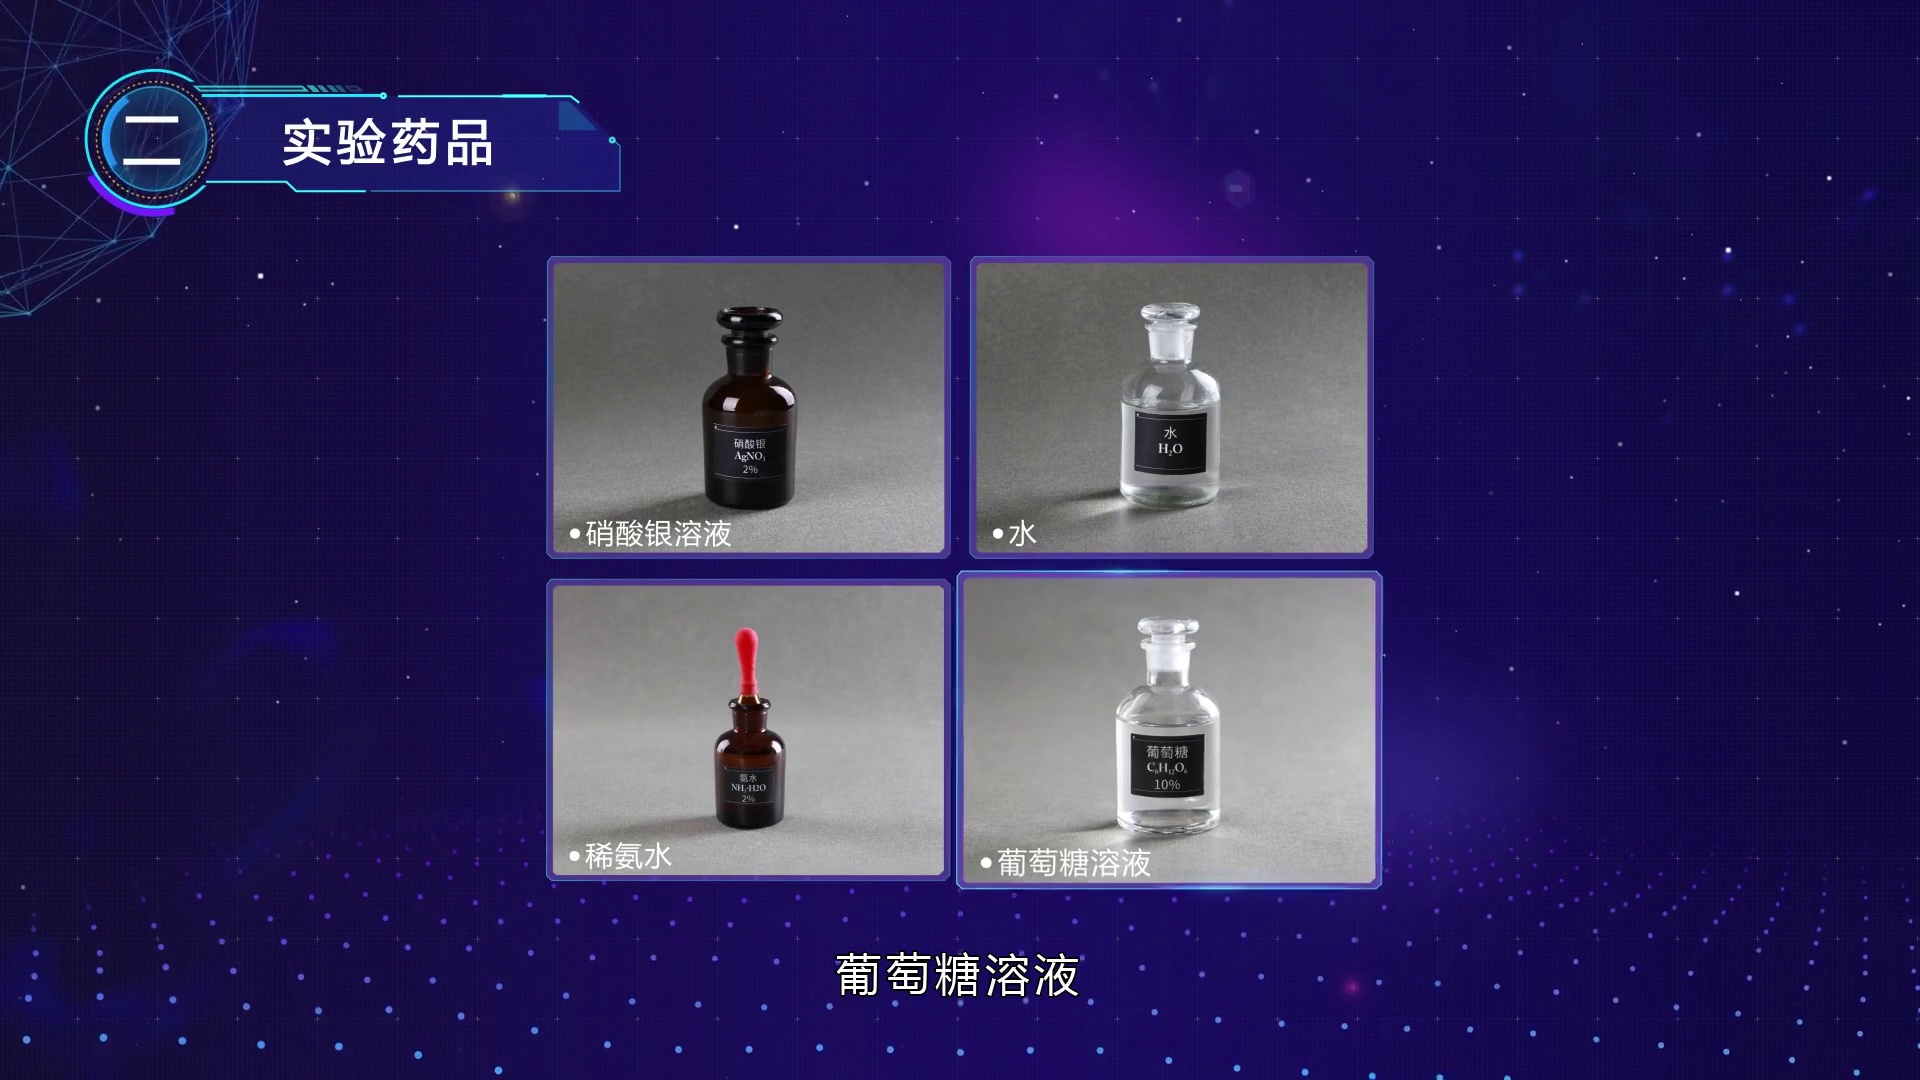 二
实验药品
硝酸银
AgNO₃
2%
•硝酸银溶液
水
H₂O
•水
氨水
NH₃·H2O
2%
•稀氨水
葡萄糖
C₆H₁₂O₆
10%
•葡萄糖溶液
葡萄糖溶液